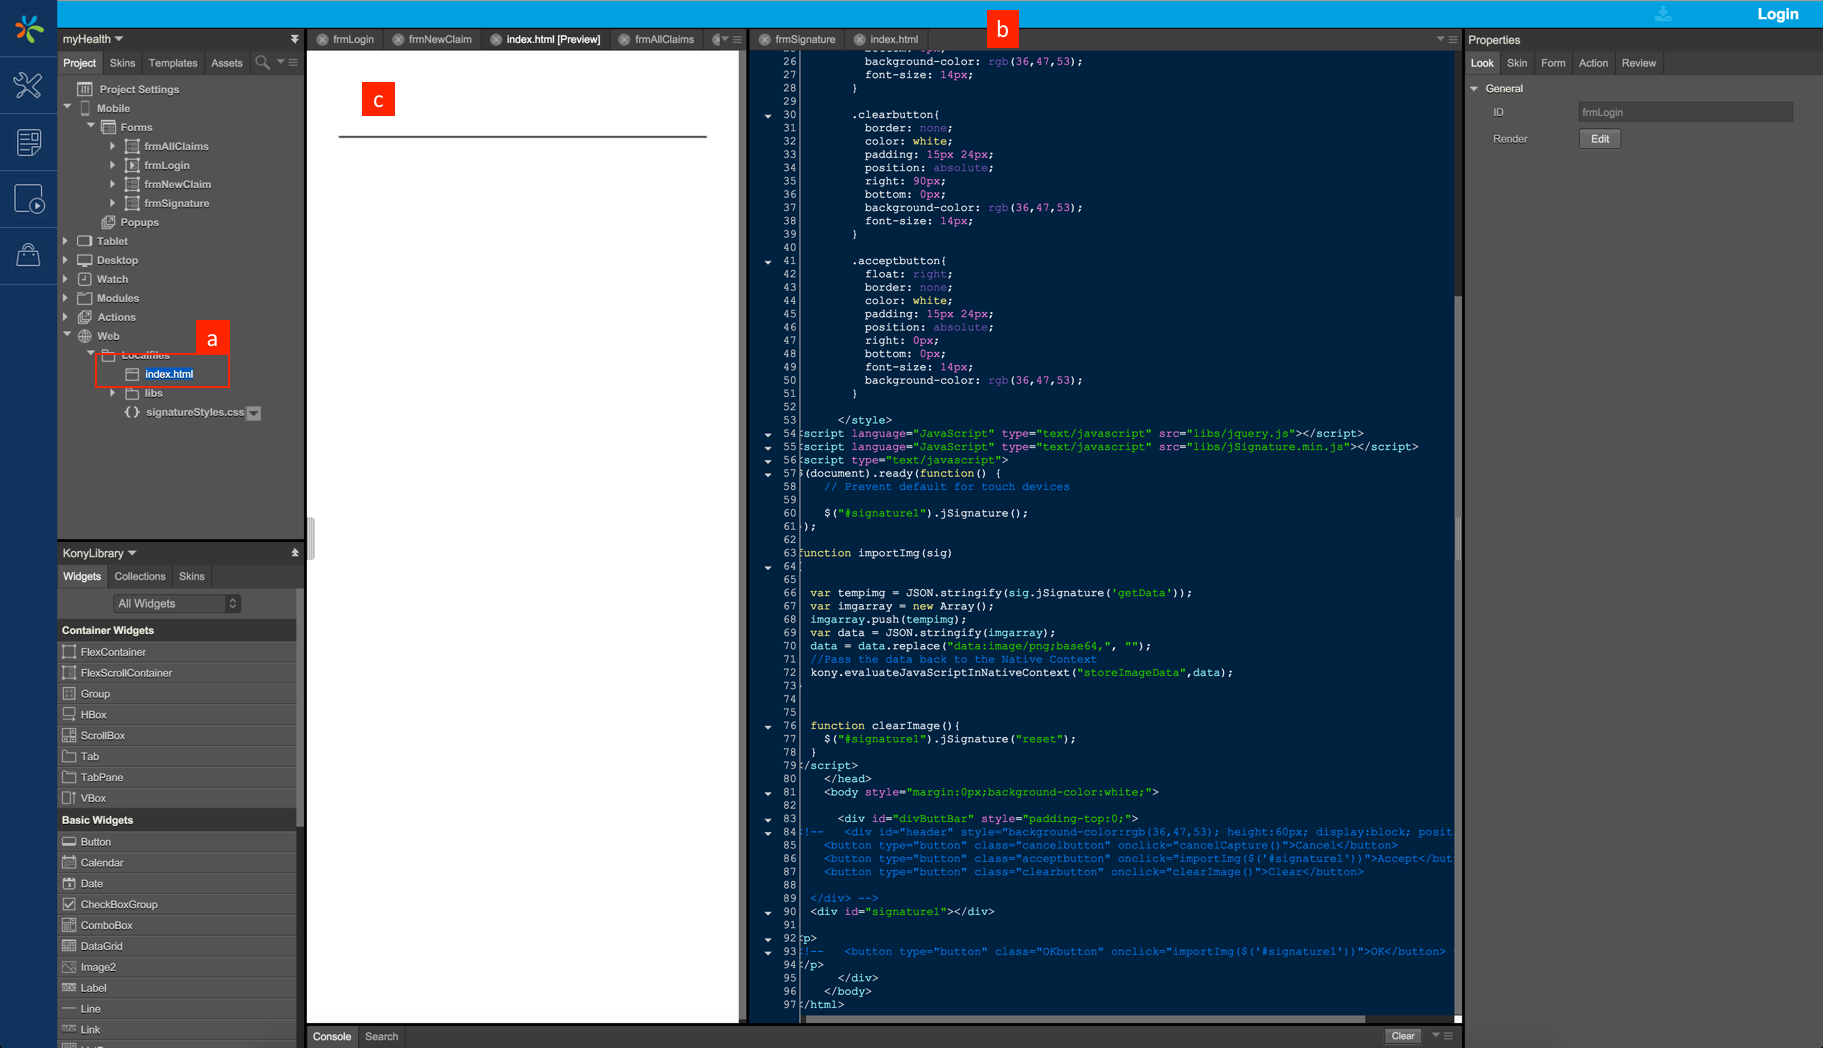 Login
b
myHealth
Project Skins Templates Assets
Project Settings
Mobile
Forms
frmAllClaims
frmLogin
frmNewClaim
frmSignature
Popups
Tablet
Desktop
Watch
Modules
Actions
Web
a
Localfiles
index.html
libs
{} signatureStyles.css
KonyLibrary
Widgets Collections Skins
All Widgets
Container Widgets
FlexContainer
FlexScrollContainer
Group
HBox
ScrollBox
Tab
TabPane
VBox
Basic Widgets
Button
Calendar
Date
CheckBoxGroup
ComboBox
DataGrid
Image2
Label
Line
Link
frmLogin frmNewClaim index.html [Preview] frmAllClaims
c
frmSignature index.html
26 background-color: rgb(36,47,53);
27 font-size: 14px;
28 }
29
30 .clearbutton{
31 border: none;
32 color: white;
33 padding: 15px 24px;
34 position: absolute;
35 right: 90px;
36 bottom: 0px;
37 background-color: rgb(36,47,53);
38 font-size: 14px;
39 }
40
41 .acceptbutton{
42 float: right;
43 border: none;
44 color: white;
45 padding: 15px 24px;
46 position: absolute;
47 right: 0px;
48 bottom: 0px;
49 font-size: 14px;
50 background-color: rgb(36,47,53);
51 }
52
53 </style>
54 <script language="JavaScript" type="text/javascript" src="libs/jquery.js"></script>
55 <script language="JavaScript" type="text/javascript" src="libs/jSignature.min.js"></script>
56 <script type="text/javascript">
57 $(document).ready(function() {
58 // Prevent default for touch devices
59
60 $("#signature1").jSignature();
61 });
62
63 function importImg(sig)
64 {
65
66 var tempimg = JSON.stringify(sig.jSignature('getData'));
67 var imgarray = new Array();
68 imgarray.push(tempimg);
69 var data = JSON.stringify(imgarray);
70 data = data.replace("data:image/png;base64,", "");
71 //Pass the data back to the Native Context
72 kony.evaluateJavaScriptInNativeContext("storeImageData",data);
73 }
74
75
76 function clearImage(){
77 $("#signature1").jSignature("reset");
78 }
79 </script>
80 </head>
81 <body style="margin:0px;background-color:white;">
82
83 <div id="divButtBar" style="padding-top:0;">
84 <!-- <div id="header" style="background-color:rgb(36,47,53); height:60px; display:block; posit
85 <button type="button" class="cancelbutton" onclick="cancelCapture()">Cancel</button>
86 <button type="button" class="acceptbutton" onclick="importImg($('#signature1'))">Accept</but
87 <button type="button" class="clearbutton" onclick="clearImage()">Clear</button>
88
89 </div> -->
90 <div id="signature1"></div>
91
92 <p>
93 <!-- <button type="button" class="OKbutton" onclick="importImg($('#signature1'))">OK</button>
94 </p>
95 </div>
96 </body>
97 </html>
Console Search
Clear
Properties
Look Skin Form Action Review
General
ID frmLogin
Render Edit